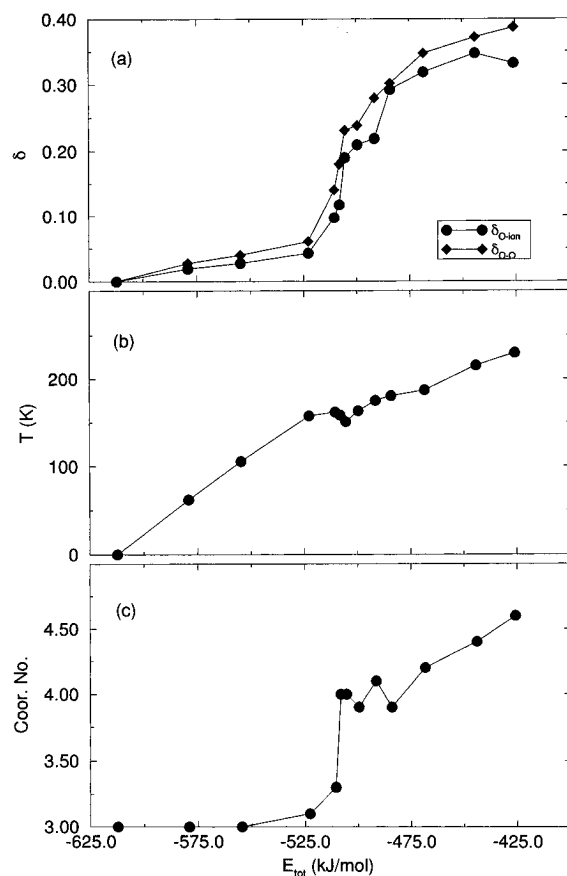 0.40
(a)
0.30
δ
0.20
0.10
0.00
δO-ion
δO-O
(b)
200
T (K)
100
0
(c)
4.50
Coor. No.
4.00
3.50
3.00
-625.0 -575.0 -525.0 -475.0 -425.0
Etot (kJ/mol)